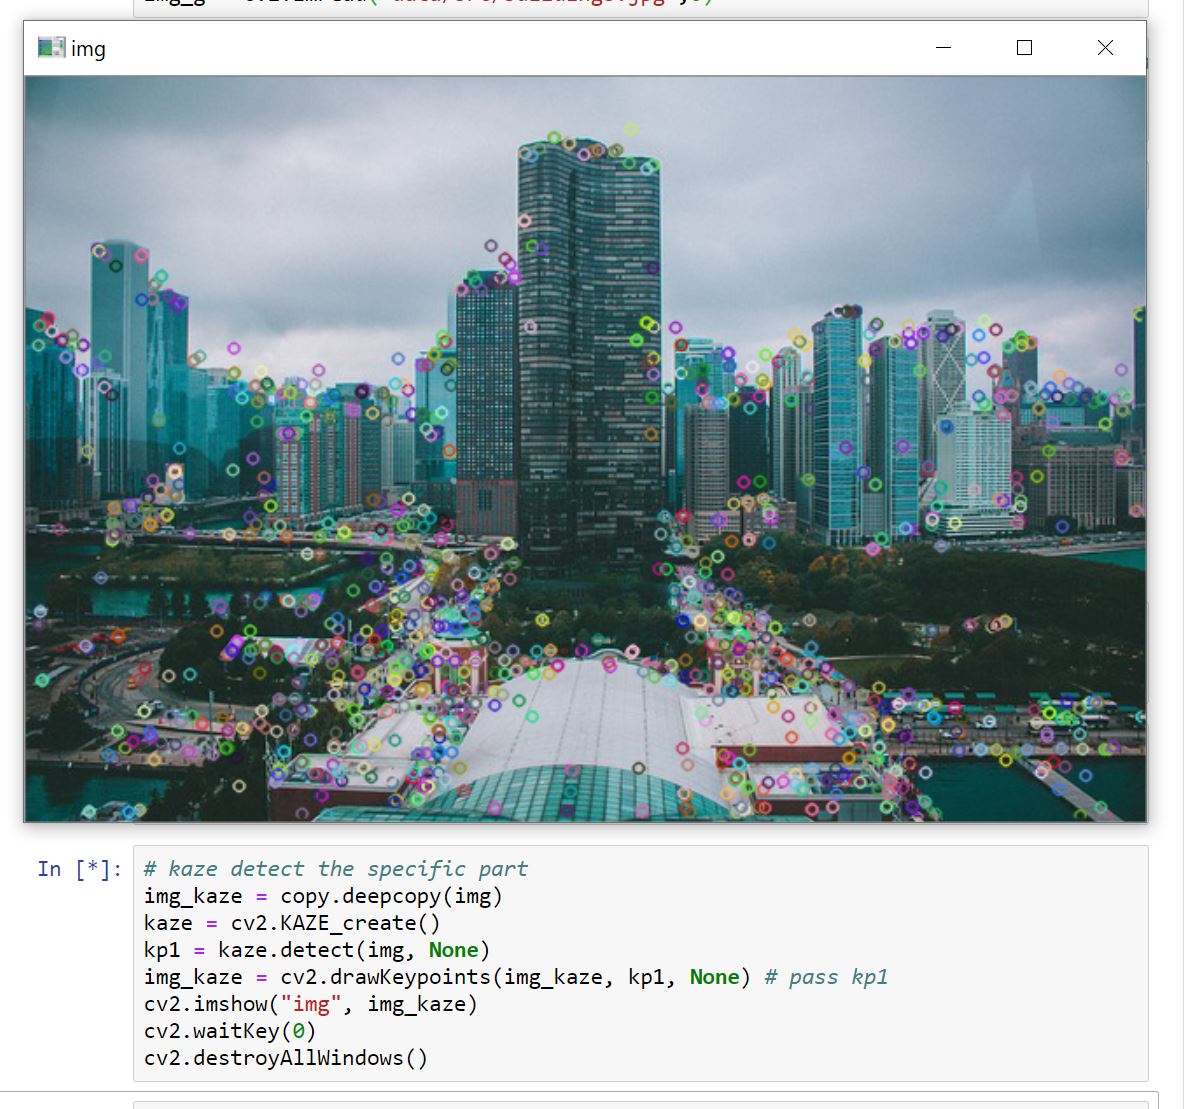 img
In [*]:
# kaze detect the specific part
img_kaze = copy.deepcopy(img)
kaze = cv2.KAZE_create()
kp1 = kaze.detect(img, None)
img_kaze = cv2.drawKeypoints(img_kaze, kp1, None) # pass kp1
cv2.imshow("img", img_kaze)
cv2.waitKey(0)
cv2.destroyAllWindows()